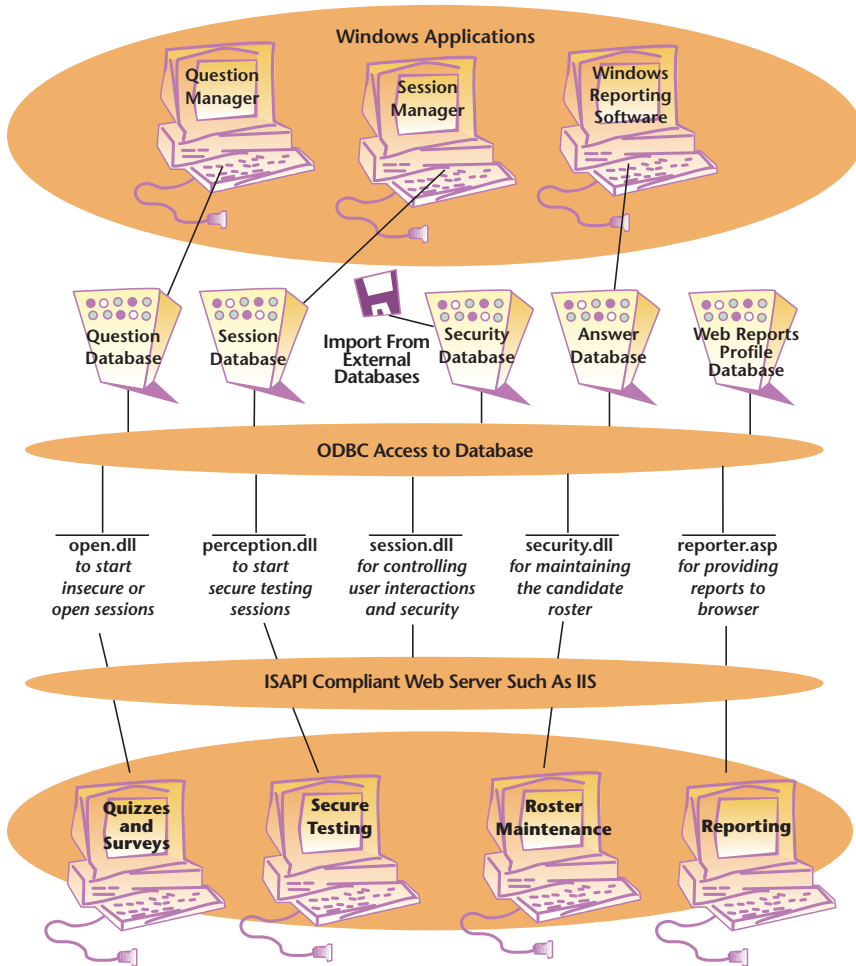 Windows Applications
Question
Manager
Session
Manager
Windows
Reporting
Software
Question
Database
Session
Database
Import From
External
Databases
Security
Database
Answer
Database
Web Reports
Profile
Database
ODBC Access to Database
open.dll
to start
insecure or
open sessions
perception.dll
to start
secure testing
sessions
session.dll
for controlling
user interactions
and security
security.dll
for maintaining
the candidate
roster
reporter.asp
for providing
reports to
browser
ISAPI Compliant Web Server Such As IIS
Quizzes
and
Surveys
Secure
Testing
Roster
Maintenance
Reporting